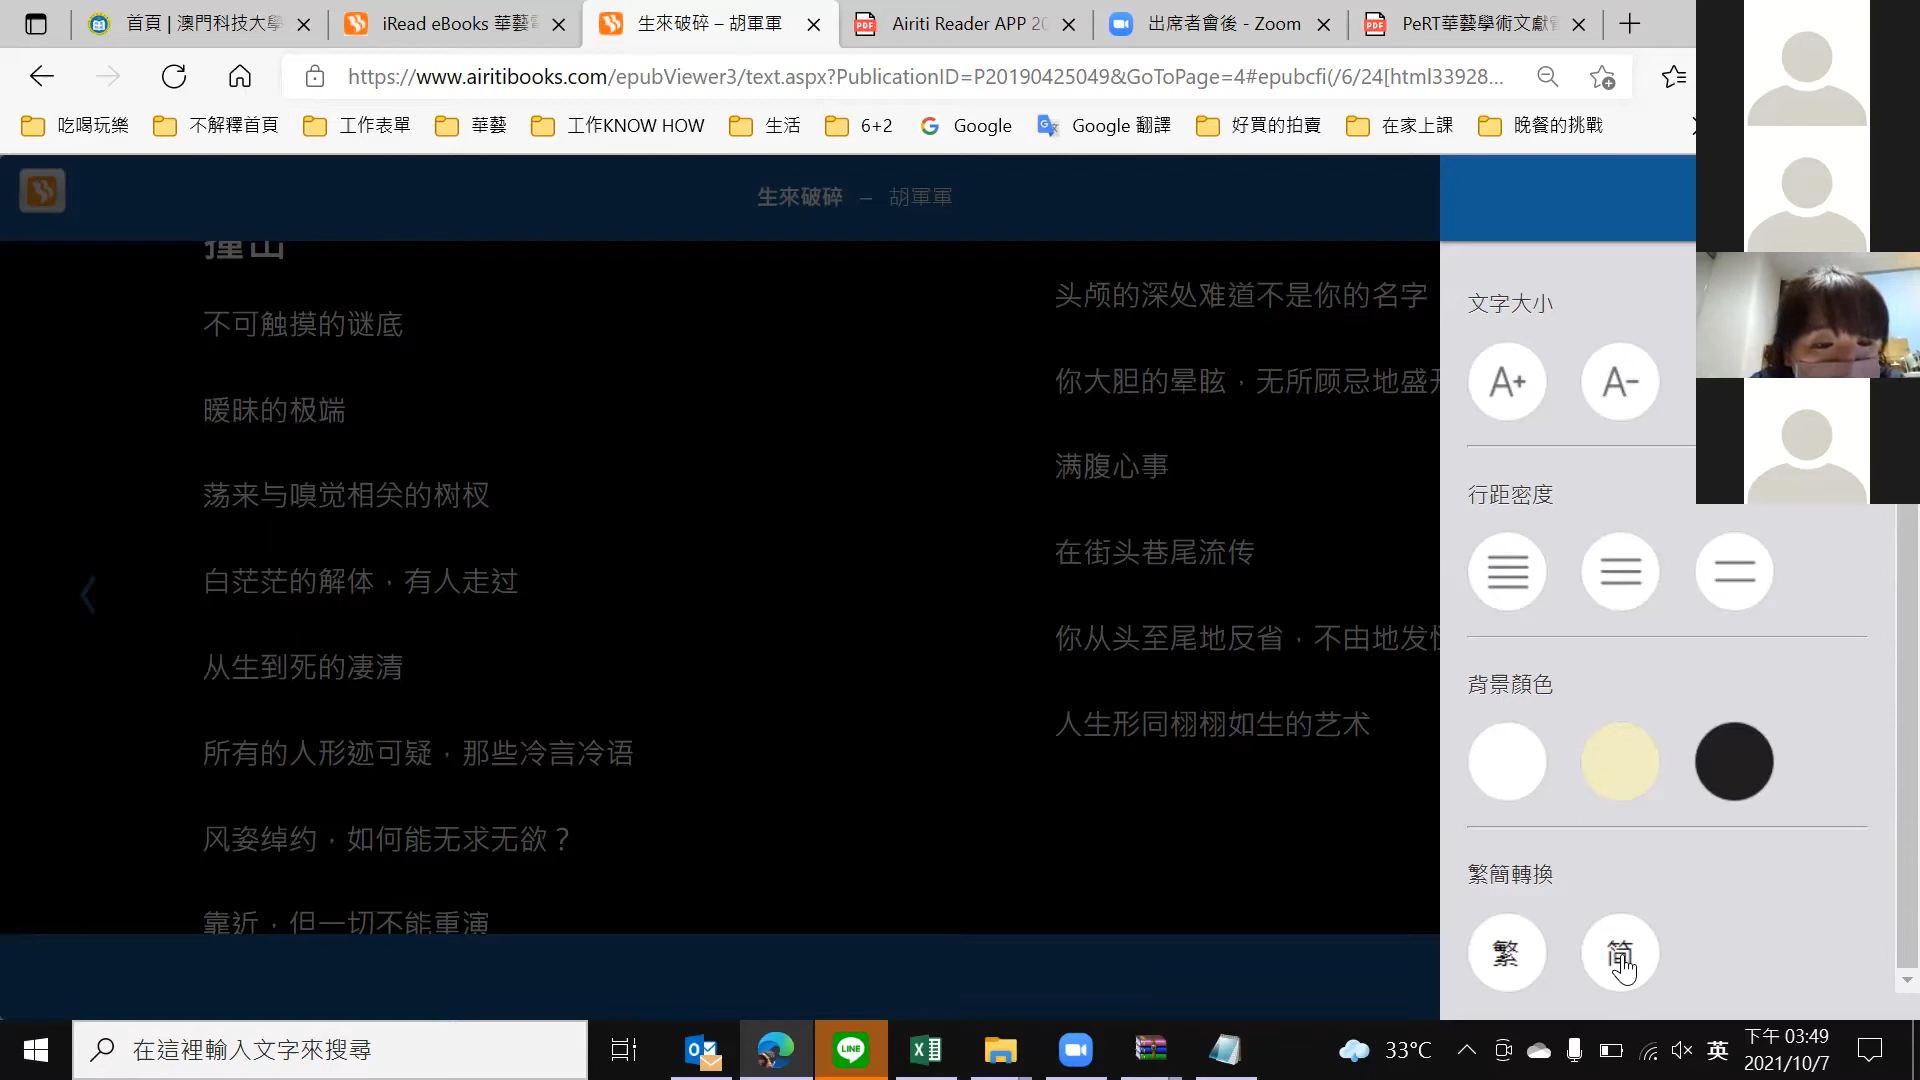 首頁 | 澳門科技大學
iRead eBooks 華藝
生來破碎 – 胡軍軍
Airiti Reader APP 20
出席者會後 - Zoom
PeRT華藝學術文獻
https://www.airitibooks.com/epubViewer3/text.aspx?PublicationID=P20190425049&GoToPage=4#epubcfi(/6/24[html33928...
吃喝玩樂
不解釋首頁
工作表單
華藝
工作KNOW HOW
生活
6+2
Google
Google 翻譯
好買的拍賣
在家上課
晚餐的挑戰
生來破碎 – 胡軍軍
不可触摸的谜底
暧昧的极端
荡来与嗅觉相关的树杈
白茫茫的解体，有人走过
从生到死的凄清
所有的人形迹可疑，那些冷言冷语
风姿绰约，如何能无求无欲？
靠近，但一切不能重演
头颅的深处难道不是你的名字
你大胆的晕眩，无所顾忌地盛开
满腹心事
在街头巷尾流传
你从头至尾地反省，不由地发
人生形同栩栩如生的艺术
文字大小
A+ A-
行距密度
背景顏色
繁簡轉換
繁 简
在這裡輸入文字來搜尋
LINE
33°C
英
下午 03:49
2021/10/7